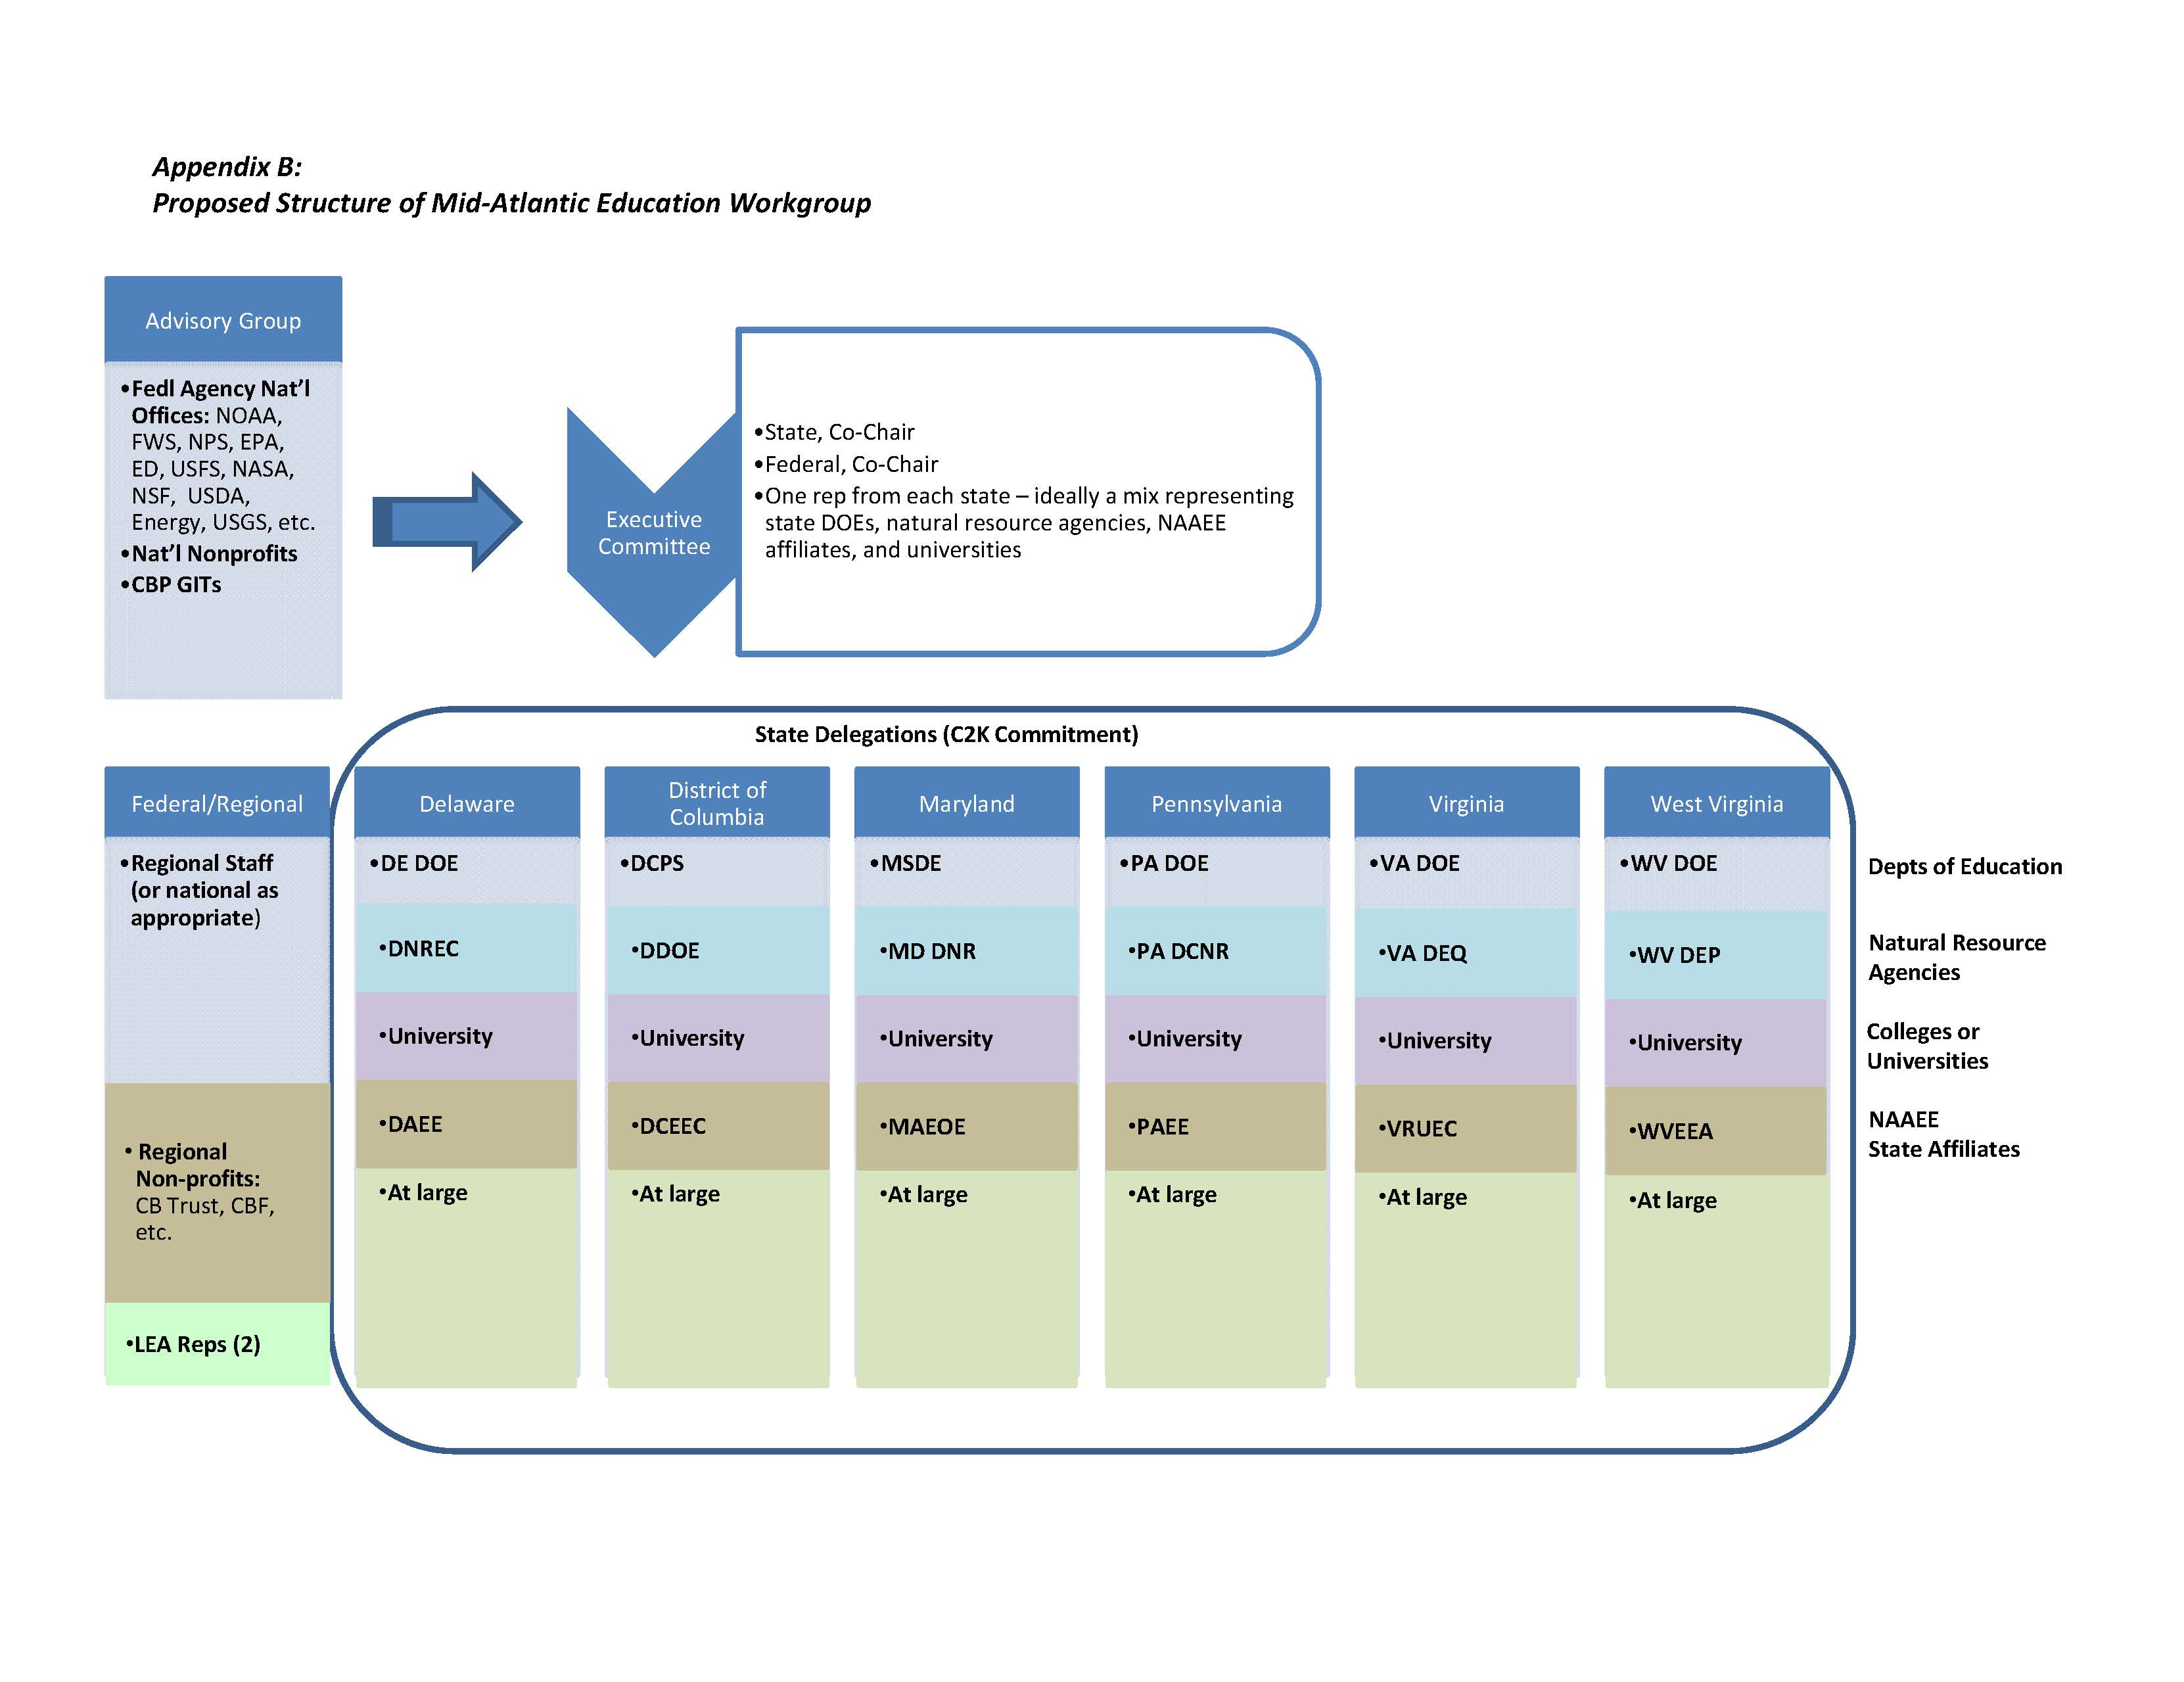 Appendix B:
Proposed Structure of Mid-Atlantic Education Workgroup
Advisory Group
•Fedl Agency Nat’l
Offices: NOAA,
FWS, NPS, EPA,
ED, USFS, NASA,
NSF, USDA,
Energy, USGS, etc.
•Nat’l Nonprofits
•CBP GITs
Executive
Committee
•State, Co-Chair
•Federal, Co-Chair
•One rep from each state – ideally a mix representing
state DOEs, natural resource agencies, NAAEE
affiliates, and universities
State Delegations (C2K Commitment)
Federal/Regional
•Regional Staff
(or national as
appropriate)
• Regional
Non-profits:
CB Trust, CBF,
etc.
•LEA Reps (2)
Delaware
•DE DOE
•DNREC
•University
•DAEE
•At large
District of
Columbia
•DCPS
•DDOE
•University
•DCEEC
•At large
Maryland
•MSDE
•MD DNR
•University
•MAEOE
•At large
Pennsylvania
•PA DOE
•PA DCNR
•University
•PAEE
•At large
Virginia
•VA DOE
•VA DEQ
•University
•VRUEC
•At large
West Virginia
•WV DOE
•WV DEP
•University
•WVEEA
•At large
Depts of Education
Natural Resource
Agencies
Colleges or
Universities
NAAEE
State Affiliates